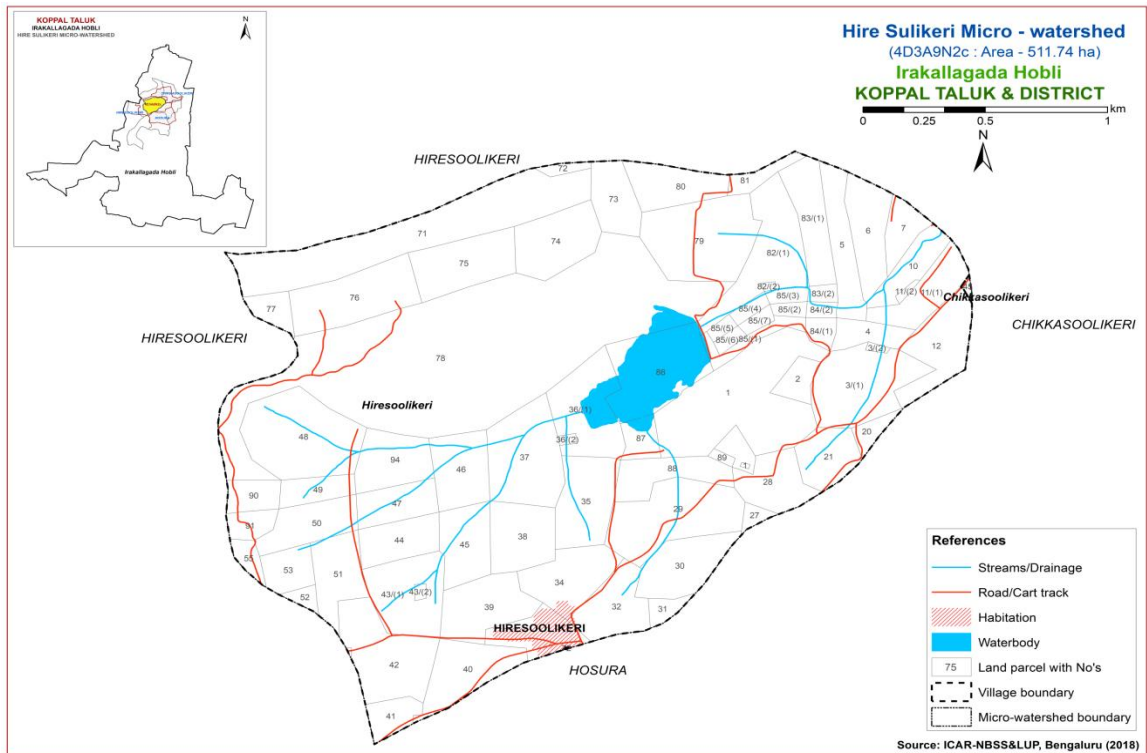 KOPPAL TALUK
IRAKALLAGADA HOBLI
HIRE SULIKERI MICRO-WATERSHED
N
Irakallagada Hobli
Hire Sulikeri Micro - watershed
(4D3A9N2c : Area - 511.74 ha)
Irakallagada Hobli
KOPPAL TALUK & DISTRICT
km
0 0.25 0.5 1
N
HIRESOOLIKERI
72
80
81
73
71
79
83/(1)
6
7
74
82/(1)
5
75
10
82/(2)
11/(2) 11/(1)
77
76
85/(3) 83/(2)
Chikkasoolikeri
85/(4) 85/(2) 84/(2)
85/(7)
CHIKKASOOLIKERI
HIRESOOLIKERI
85/(5)
84/(1)
4
85/(6) 85/(1)
12
78
3/(2)
86
2
3/(1)
1
Hiresoolikeri
36/(1)
48
36/(2)
87
20
94
37
89
1
21
46
88
28
49
90
47
35
50
29
27
91
44
45
38
55
53
51
30
34
52
43/(1) 43/(2)
39
32
31
HIRESOOLIKERI
42
40
HOSURA
41
References
Streams/Drainage
Road/Cart track
Habitation
Waterbody
75 Land parcel with No's
Village boundary
Micro-watershed boundary
Source: ICAR-NBSS&LUP, Bengaluru (2018)